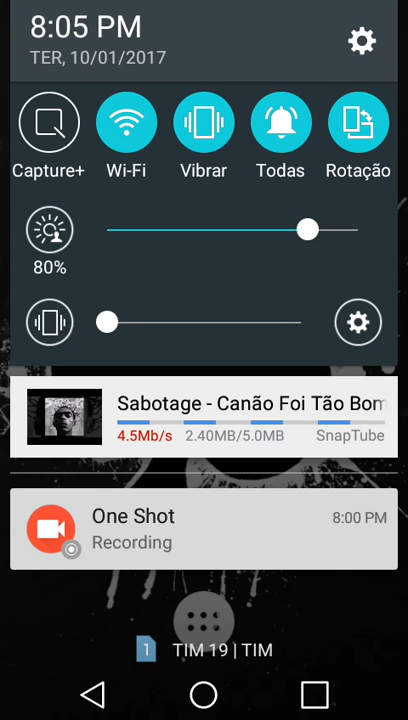 8:05 PM
TER, 10/01/2017
Capture+ Wi-Fi Vibrar Todas Rotação
80%
Sabotage - Canão Foi Tão Bom
4.5Mb/s 2.40MB/5.0MB SnapTube
One Shot 8:00 PM
Recording
1 TIM 19 | TIM